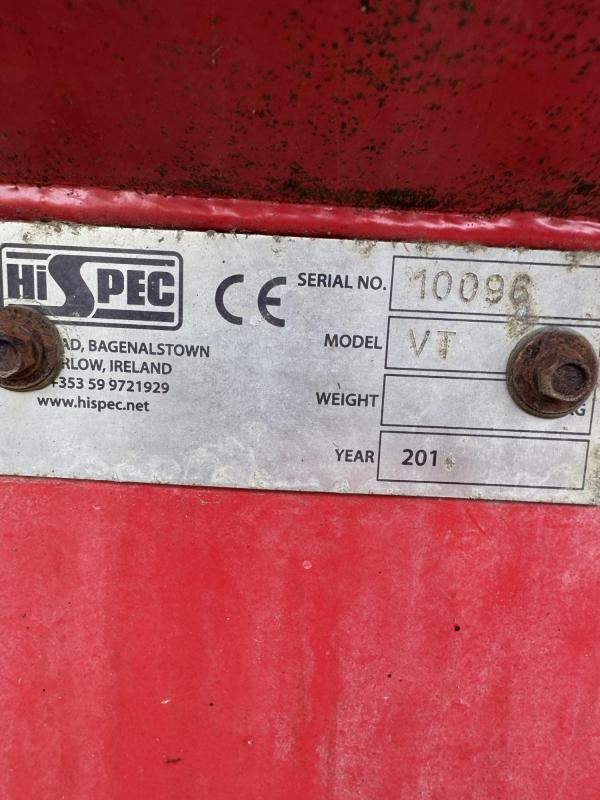 HiSPEC
CE
SERIAL NO. 10096
AD, BAGENALSTOWN
MODEL VT
RLOW, IRELAND
+353 59 9721929
WEIGHT
www.hispec.net
YEAR 201